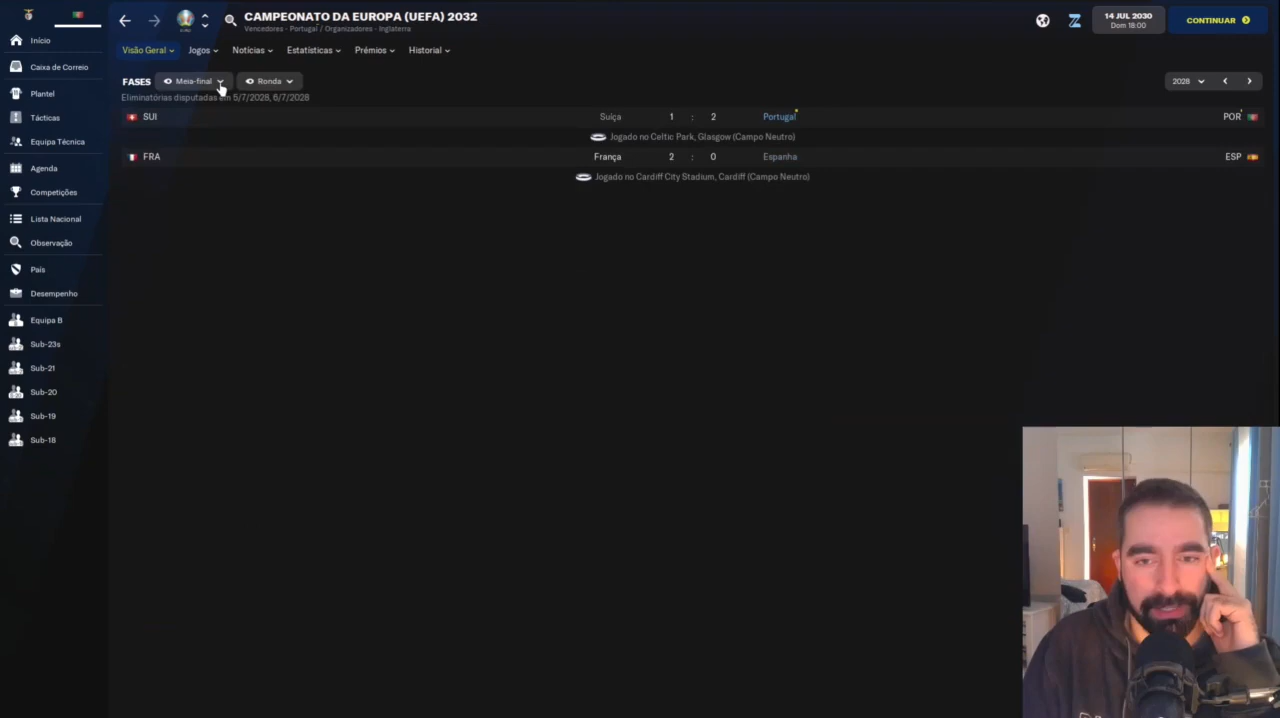 CAMPEONATO DA EUROPA (UEFA) 2032
Vencedores - Portugal / Organizadores - Inglaterra
14 JUL 2030
Dom 18:00
CONTINUAR
Início
Caixa de Correio
Plantel
Tácticas
Equipa Técnica
Agenda
Competições
Lista Nacional
Observação
País
Desempenho
Equipa B
Sub-23s
Sub-21
Sub-20
Sub-19
Sub-18
Visão Geral
Jogos
Notícias
Estatísticas
Prémios
Historial
FASES
Meia-final
Ronda
2028
Eliminatórias disputadas em 5/7/2028, 6/7/2028
SUI Suíça 1 : 2 Portugal POR
Jogado no Celtic Park, Glasgow (Campo Neutro)
FRA França 2 : 0 Espanha ESP
Jogado no Cardiff City Stadium, Cardiff (Campo Neutro)